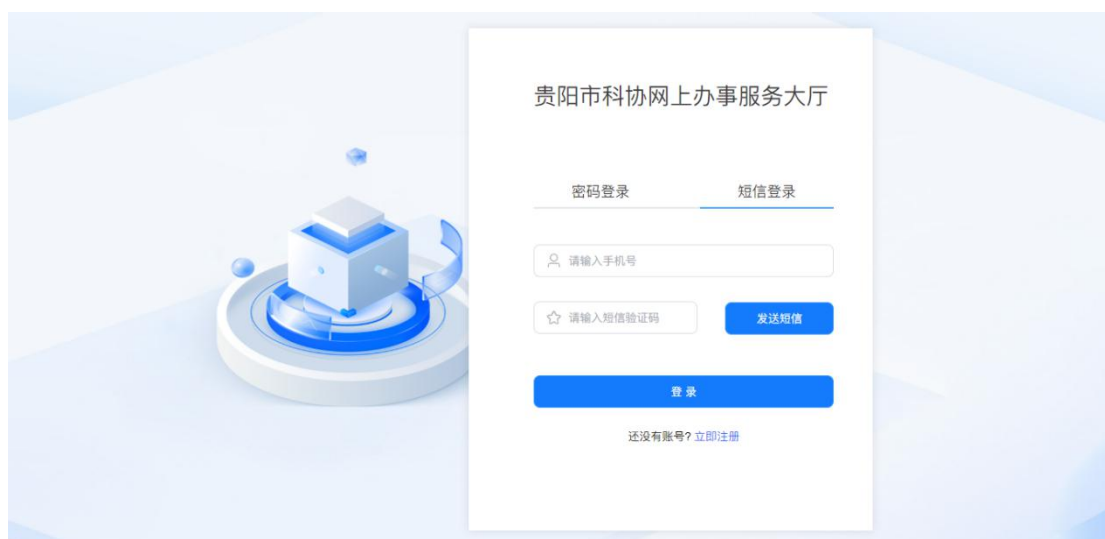 贵阳市科协网上办事服务大厅
密码登录 短信登录
请输入手机号
请输入短信验证码 发送短信
登 录
还没有账号? 立即注册